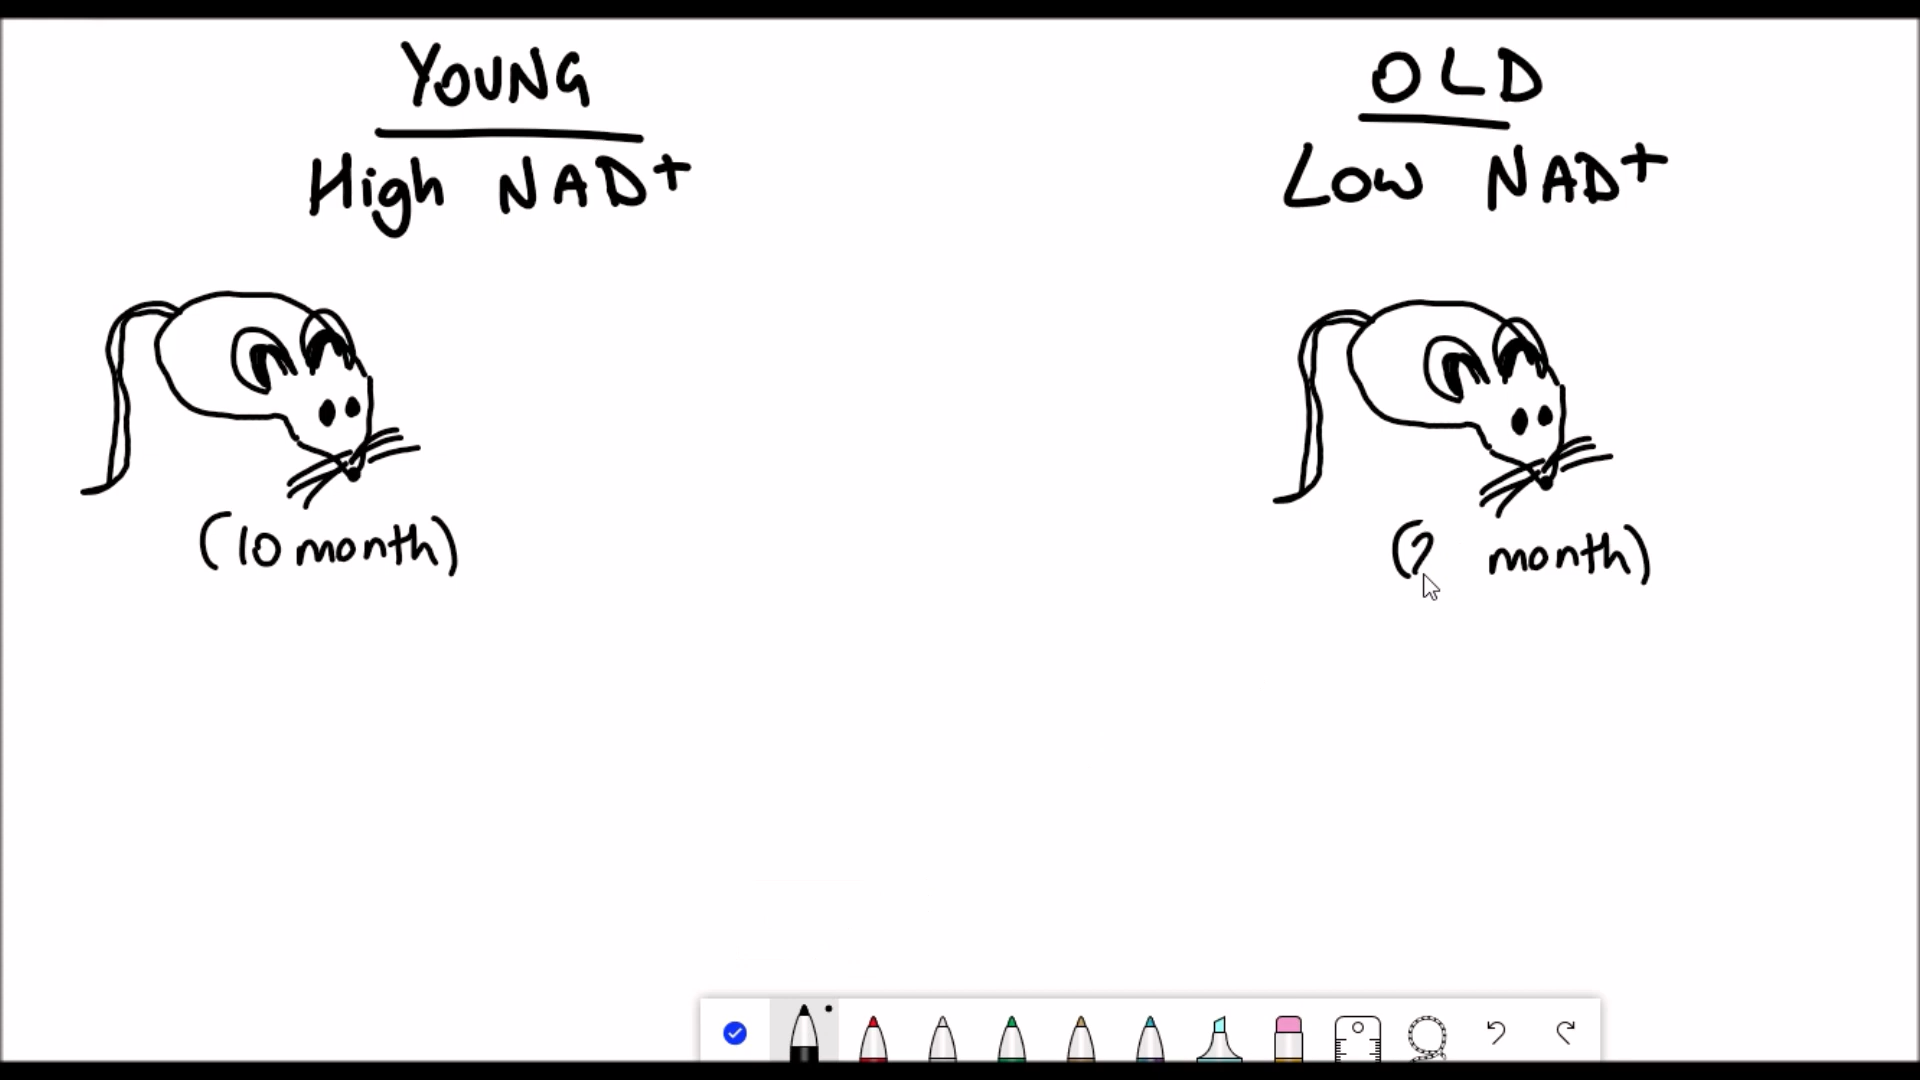 YOUNG
High NAD+
OLD
Low NAD+
(10 month)
( month)